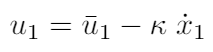 u₁ = ū₁ − κ ẋ₁